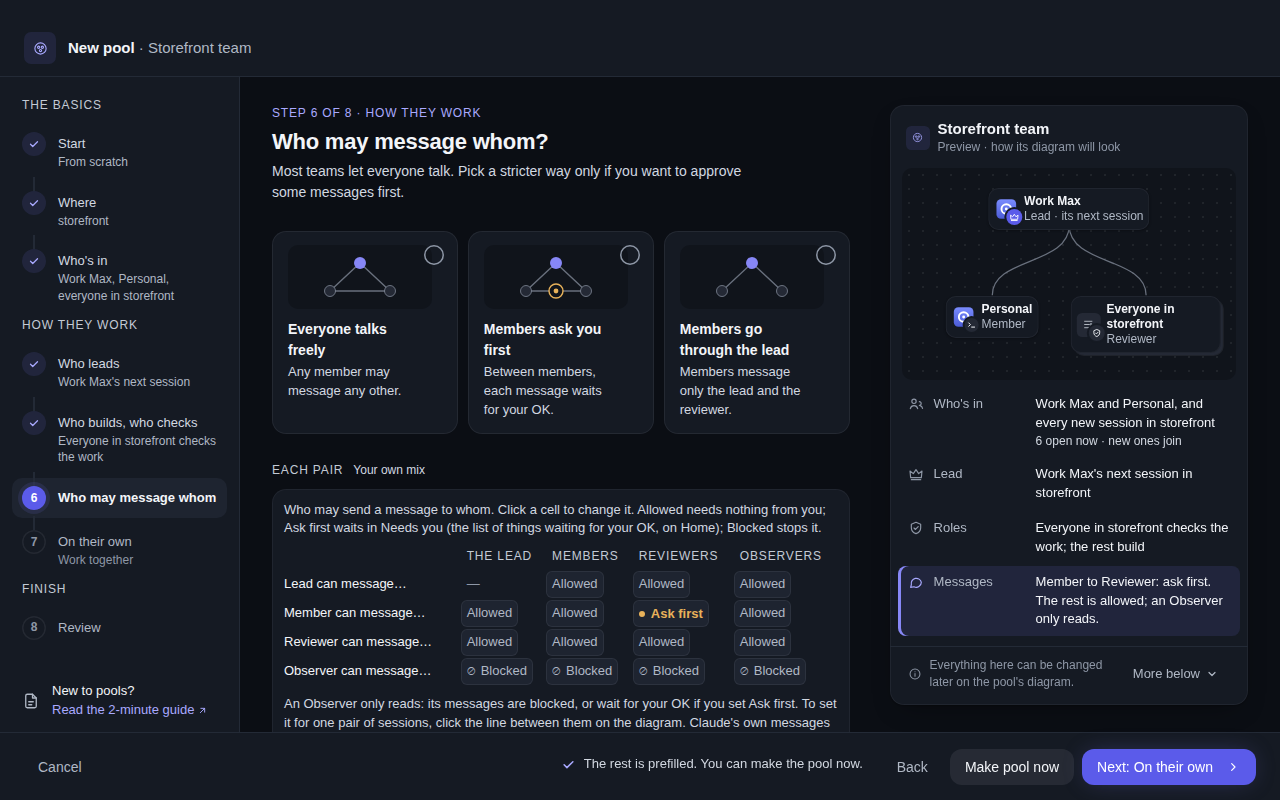 New pool · Storefront team
THE BASICS
Start
From scratch
Where
storefront
Who's in
Work Max, Personal,
everyone in storefront
HOW THEY WORK
Who leads
Work Max's next session
Who builds, who checks
Everyone in storefront checks
the work
6
Who may message whom
7
On their own
Work together
FINISH
8
Review
New to pools?
Read the 2-minute guide
STEP 6 OF 8 · HOW THEY WORK
Who may message whom?
Most teams let everyone talk. Pick a stricter way only if you want to approve
some messages first.
Everyone talks
freely
Any member may
message any other.
Members ask you
first
Between members,
each message waits
for your OK.
Members go
through the lead
Members message
only the lead and the
reviewer.
EACH PAIR Your own mix
Who may send a message to whom. Click a cell to change it. Allowed needs nothing from you;
Ask first waits in Needs you (the list of things waiting for your OK, on Home); Blocked stops it.
THE LEAD MEMBERS REVIEWERS OBSERVERS
Lead can message… — Allowed Allowed Allowed
Member can message… Allowed Allowed Ask first Allowed
Reviewer can message… Allowed Allowed Allowed Allowed
Observer can message… Blocked Blocked Blocked Blocked
An Observer only reads: its messages are blocked, or wait for your OK if you set Ask first. To set
it for one pair of sessions, click the line between them on the diagram. Claude's own messages
Storefront team
Preview · how its diagram will look
Work Max
Lead · its next session
Personal
Member
Everyone in
storefront
Reviewer
Who's in
Work Max and Personal, and
every new session in storefront
6 open now · new ones join
Lead
Work Max's next session in
storefront
Roles
Everyone in storefront checks the
work; the rest build
Messages
Member to Reviewer: ask first.
The rest is allowed; an Observer
only reads.
Everything here can be changed
later on the pool's diagram.
More below
Cancel
The rest is prefilled. You can make the pool now.
Back
Make pool now
Next: On their own